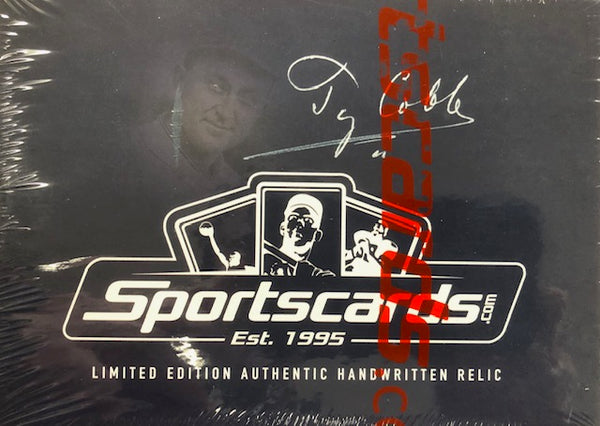 Ty Cobb
Sportscards.com
Est. 1995
LIMITED EDITION AUTHENTIC HANDWRITTEN RELIC